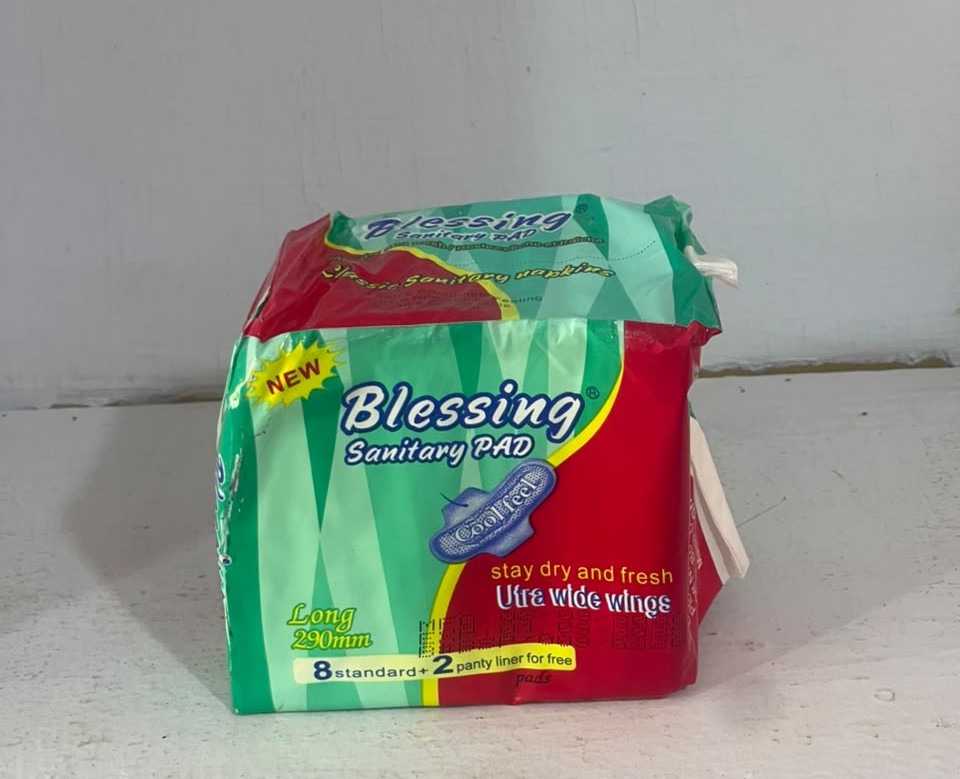 Blessing®
Sanitary PAD
Classic Sanitary napkins
NEW
Blessing®
Sanitary PAD
Cool feel
stay dry and fresh
Utra wide wings
Long
290mm
8 standard + 2 panty liner for free
pads